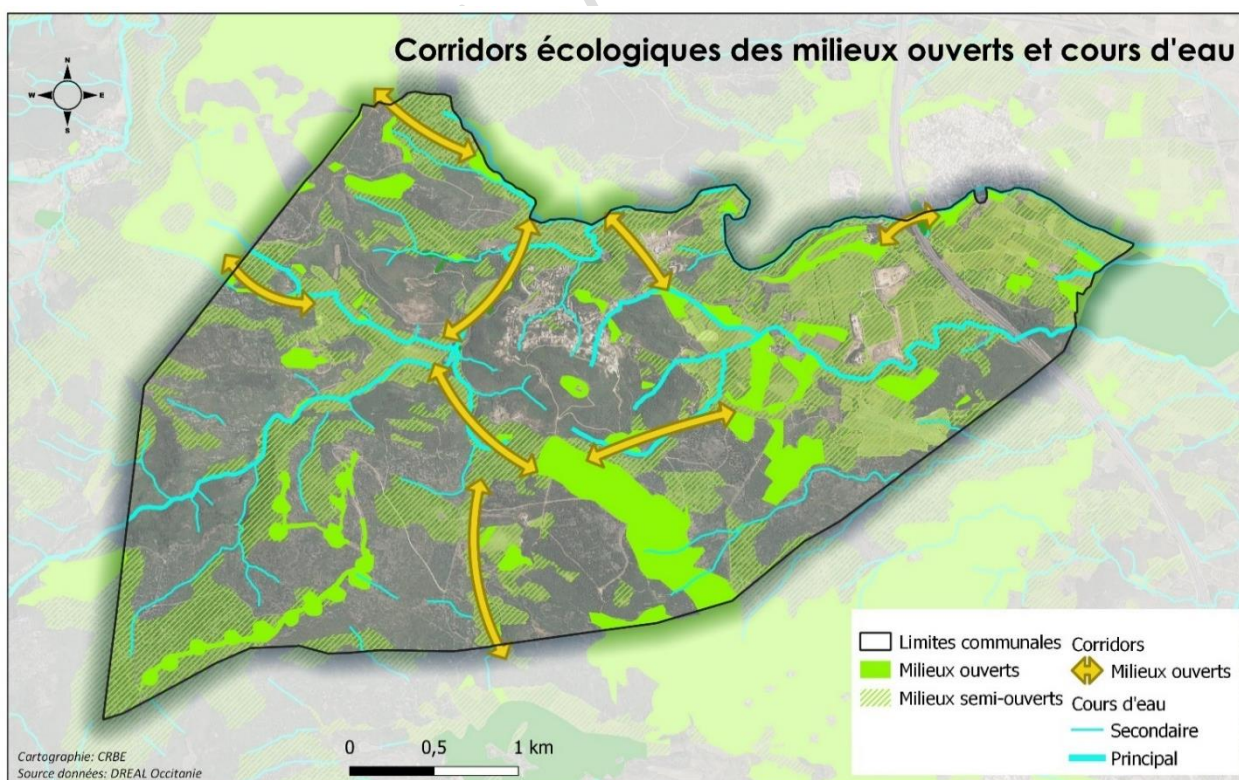 Corridors écologiques des milieux ouverts et cours d'eau
N
W E
S
Limites communales
Milieux ouverts
Milieux semi-ouverts
Corridors
Milieux ouverts
Cours d'eau
Secondaire
Principal
0 0,5 1 km
Cartographie: CRBE
Source données: DREAL Occitanie